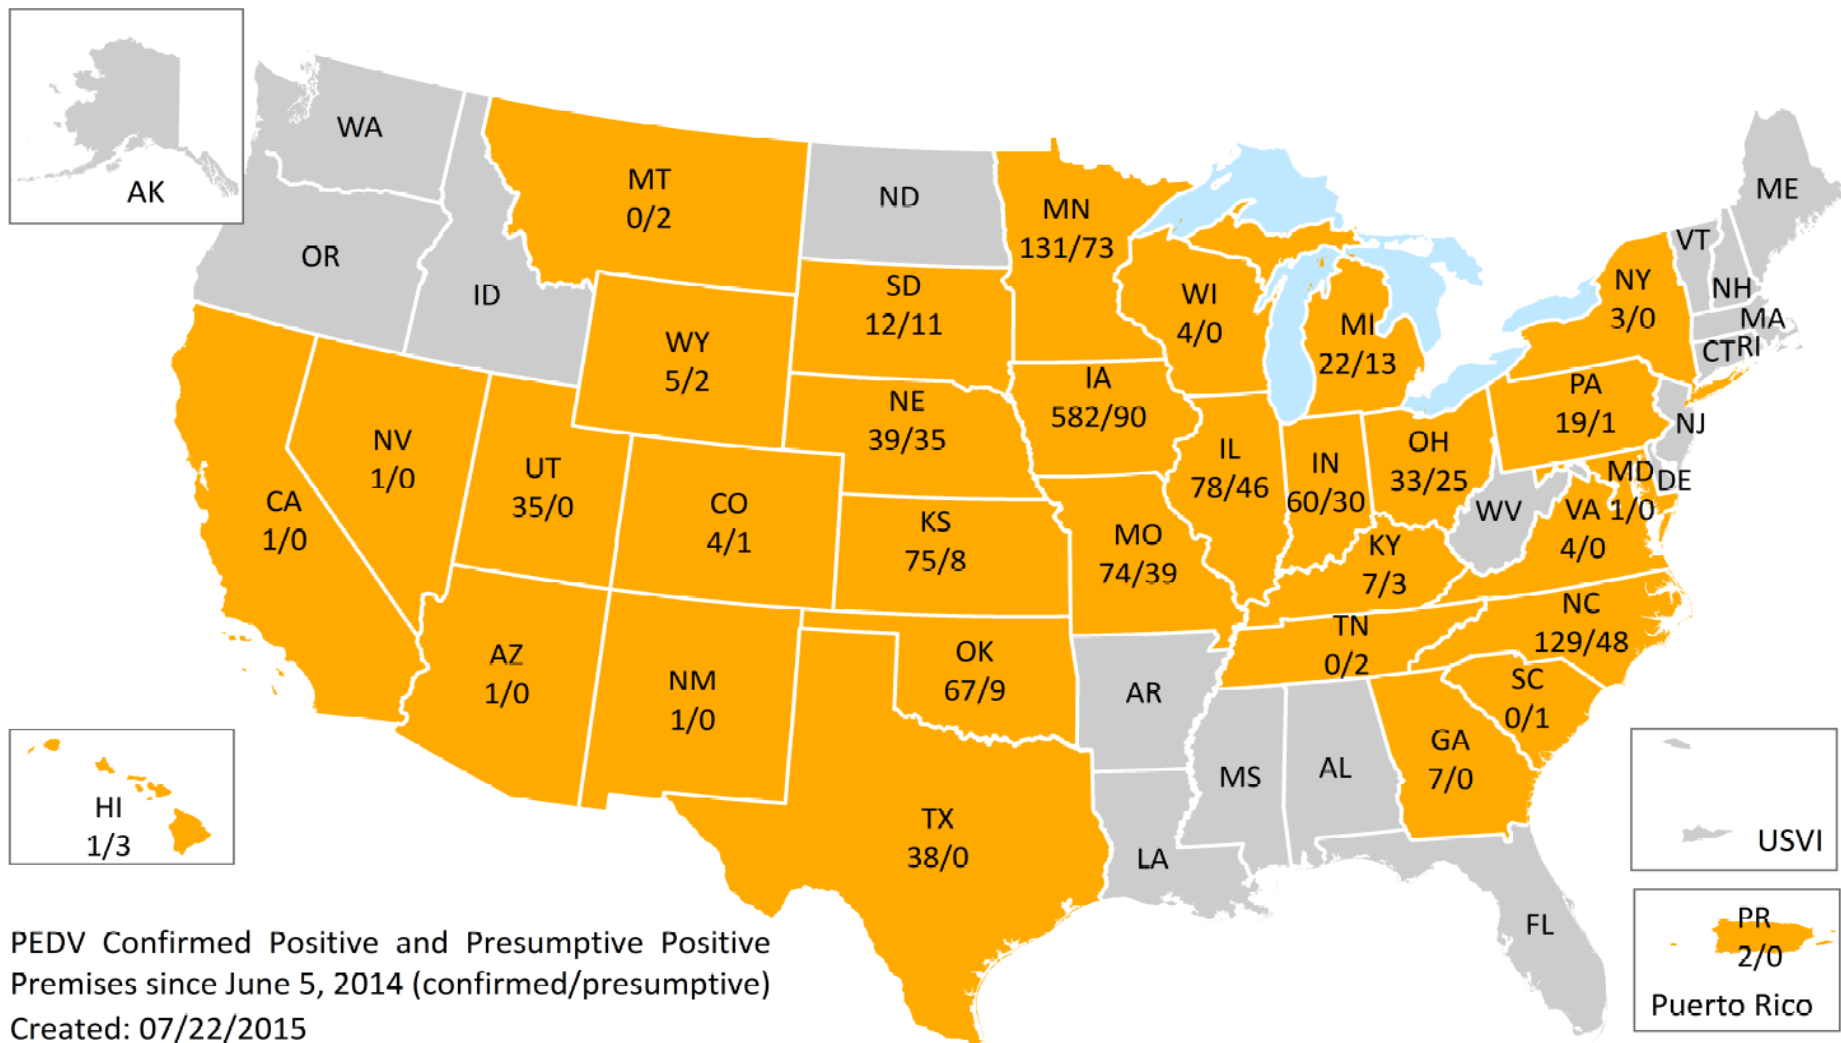 AK
WA
OR
ID
MT
0/2
ND
MN
131/73
SD
12/11
WI
4/0
MI
22/13
NY
3/0
VT
ME
NH
MA
CT
RI
WY
5/2
NE
39/35
IA
582/90
PA
19/1
NJ
NV
1/0
UT
35/0
CA
1/0
CO
4/1
KS
75/8
MO
74/39
IL
78/46
IN
60/30
OH
33/25
WV
MD
1/0
DE
VA
4/0
KY
7/3
NC
129/48
TN
0/2
SC
0/1
AZ
1/0
NM
1/0
OK
67/9
AR
MS
AL
GA
7/0
TX
38/0
LA
FL
HI
1/3
USVI
PR
2/0
Puerto Rico
PEDV Confirmed Positive and Presumptive Positive
Premises since June 5, 2014 (confirmed/presumptive)
Created: 07/22/2015